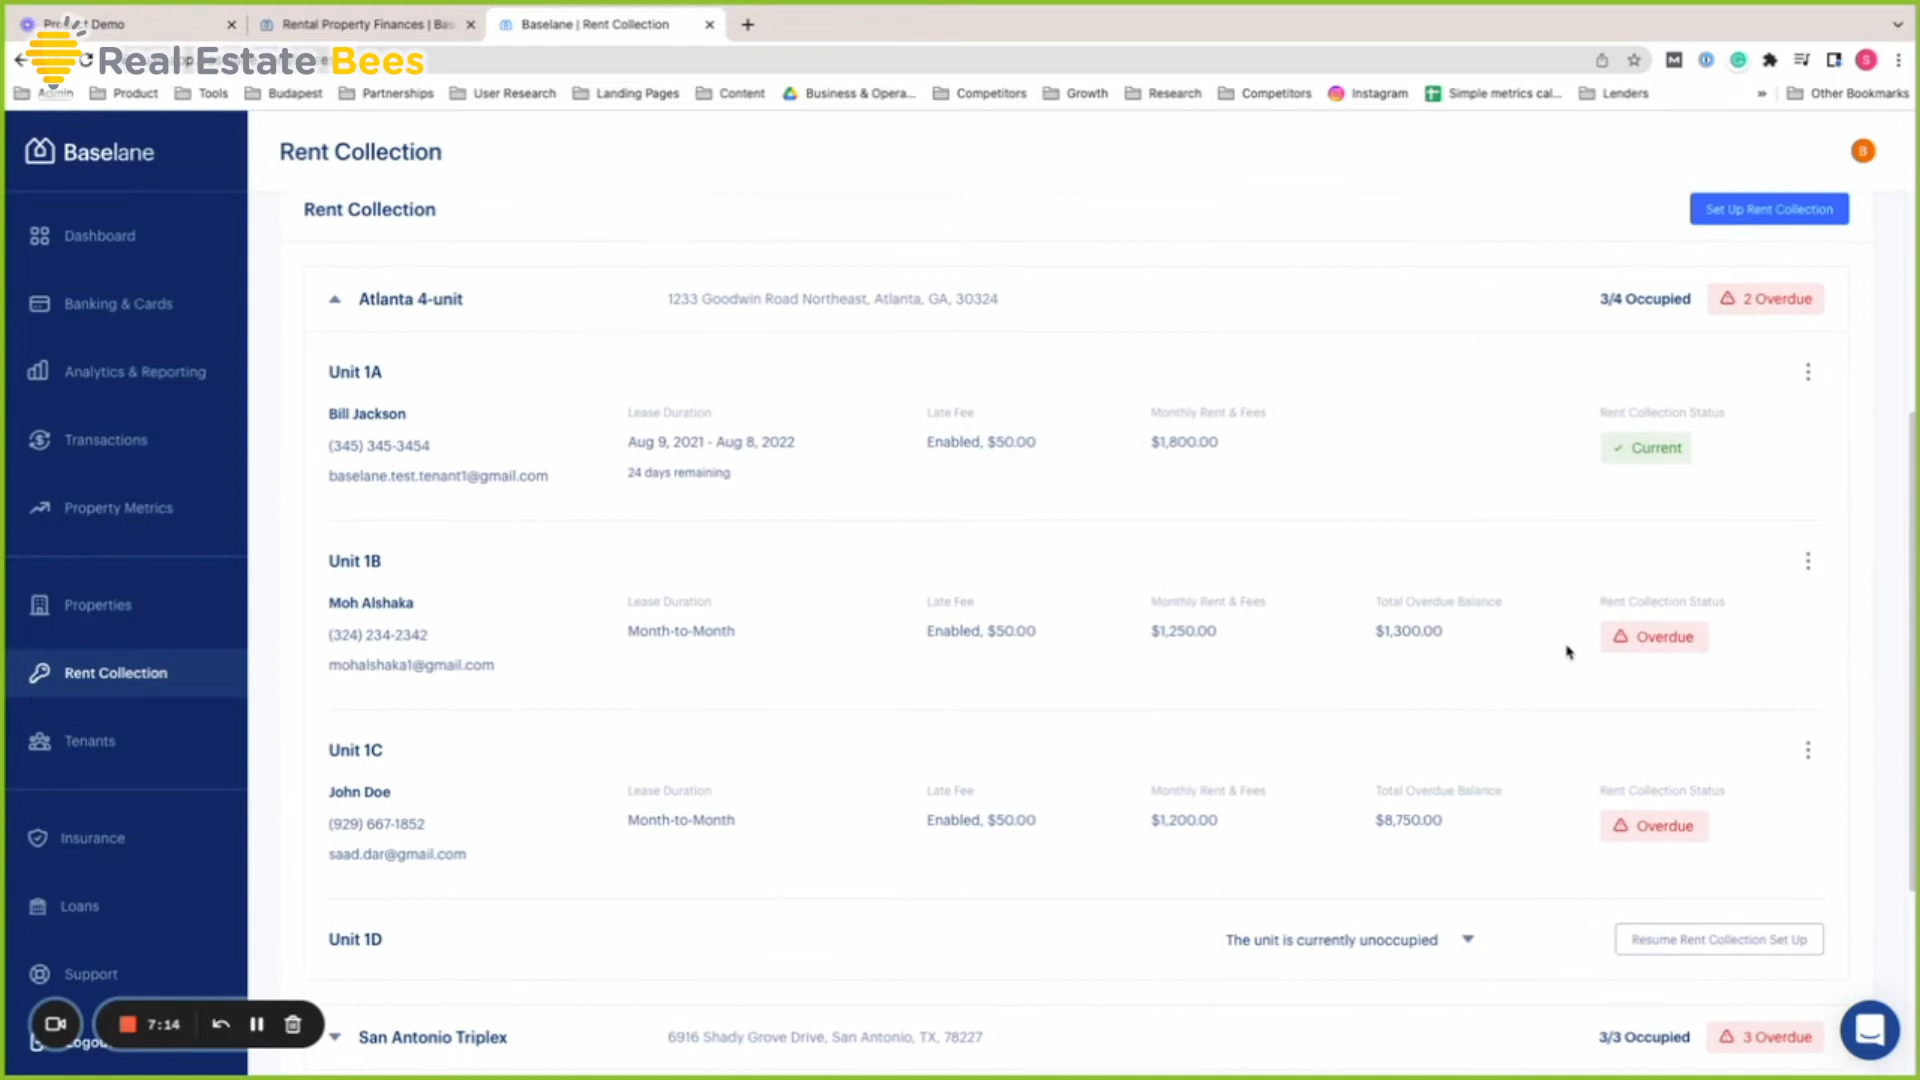 Demo
Rental Property Finances | Bas
Baselane | Rent Collection
Real Estate Bees
Admin
Product
Tools
Budapest
Partnerships
User Research
Landing Pages
Content
Business & Opera...
Competitors
Growth
Research
Competitors
Instagram
Simple metrics cal...
Lenders
»
Other Bookmarks
M
S
Baselane
Rent Collection
B
Rent Collection
Set Up Rent Collection
Dashboard
Banking & Cards
Analytics & Reporting
Transactions
Property Metrics
Properties
Rent Collection
Tenants
Insurance
Loans
Support
7:14
Atlanta 4-unit
1233 Goodwin Road Northeast, Atlanta, GA, 30324
3/4 Occupied
2 Overdue
Unit 1A
Bill Jackson
(345) 345-3454
baselane.test.tenant1@gmail.com
Lease Duration
Aug 9, 2021 - Aug 8, 2022
24 days remaining
Late Fee
Enabled, $50.00
Monthly Rent & Fees
$1,800.00
Rent Collection Status
Current
Unit 1B
Moh Alshaka
(324) 234-2342
mohalshaka1@gmail.com
Lease Duration
Month-to-Month
Late Fee
Enabled, $50.00
Monthly Rent & Fees
$1,250.00
Total Overdue Balance
$1,300.00
Rent Collection Status
Overdue
Unit 1C
John Doe
(929) 667-1852
saad.dar@gmail.com
Lease Duration
Month-to-Month
Late Fee
Enabled, $50.00
Monthly Rent & Fees
$1,200.00
Total Overdue Balance
$8,750.00
Rent Collection Status
Overdue
Unit 1D
The unit is currently unoccupied
Resume Rent Collection Set Up
San Antonio Triplex
6916 Shady Grove Drive, San Antonio, TX, 78227
3/3 Occupied
3 Overdue